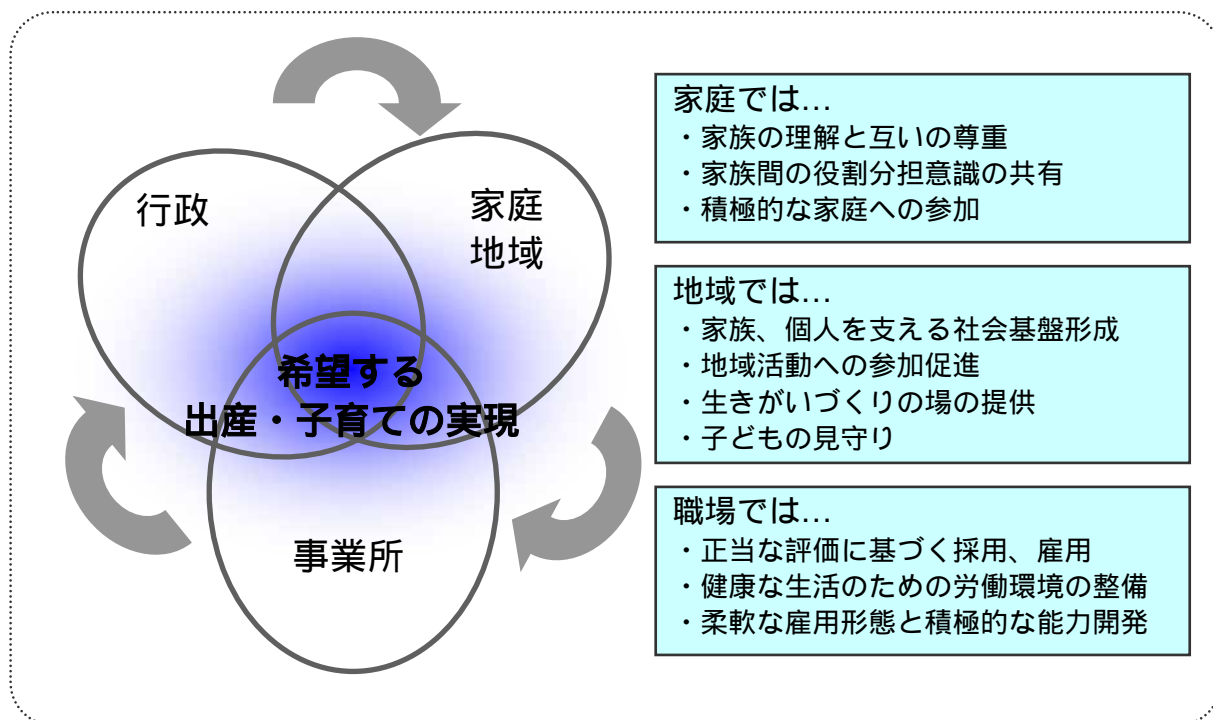 行政
家庭
地域
希望する
出産・子育ての実現
事業所
家庭では…
・家族の理解と互いの尊重
・家族間の役割分担意識の共有
・積極的な家庭への参加
地域では…
・家族、個人を支える社会基盤形成
・地域活動への参加促進
・生きがいづくりの場の提供
・子どもの見守り
職場では…
・正当な評価に基づく採用、雇用
・健康な生活のための労働環境の整備
・柔軟な雇用形態と積極的な能力開発